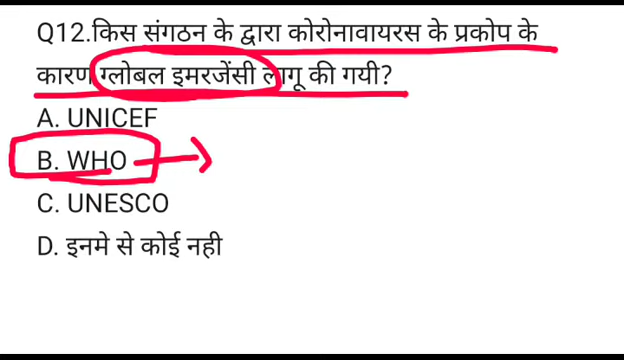 Q12.किस संगठन के द्वारा कोरोनावायरस के प्रकोप के
कारण ग्लोबल इमरजेंसी लागू की गयी?
A. UNICEF
B. WHO
C. UNESCO
D. इनमे से कोई नही